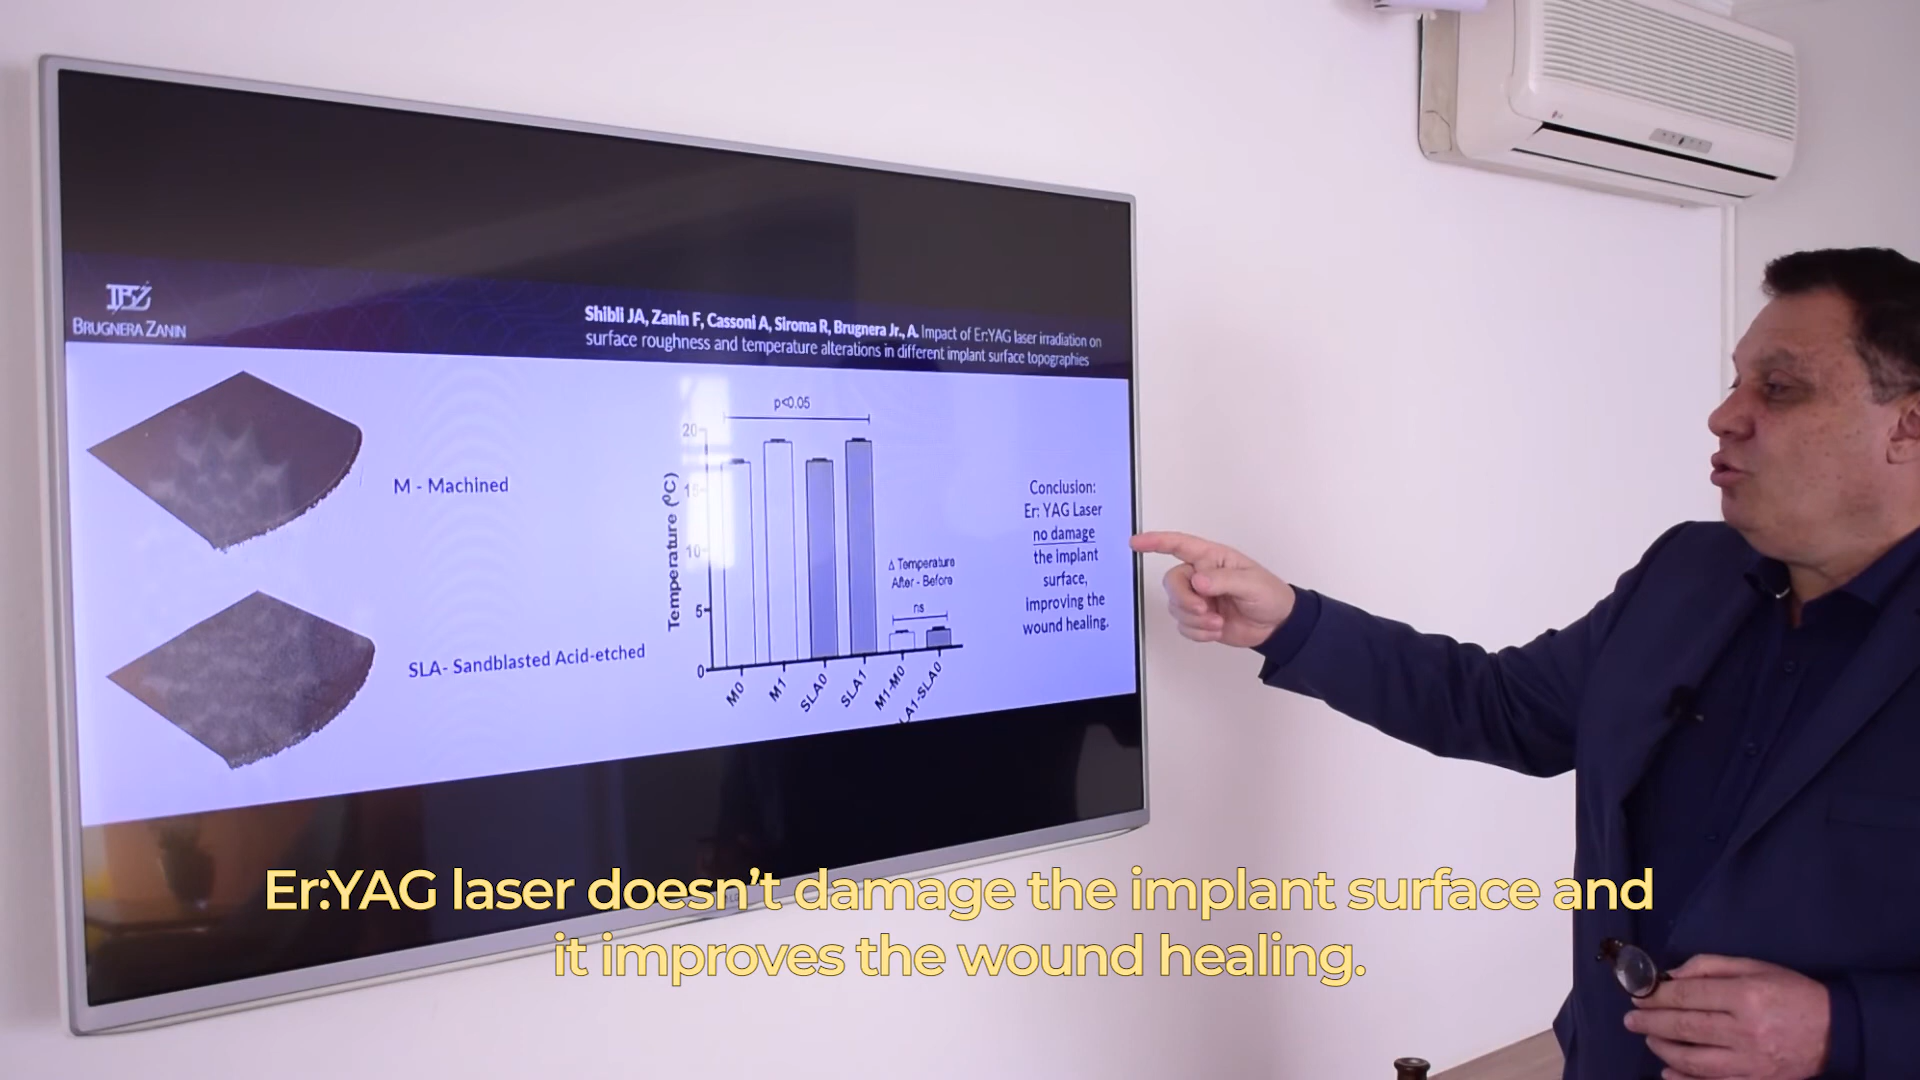 IBZ
BRUGNERA ZANIN
Shibli JA, Zanin F, Cassoni A, Siroma R, Brugnera Jr., A. Impact of Er:YAG laser irradiation on
surface roughness and temperature alterations in different implant surface topographies
M - Machined
SLA- Sandblasted Acid-etched
p<0.05
Temperature (ºC)
20
15
10
5
0
Δ Temperature
After - Before
ns
M0
M1
SLA0
SLA1
M1-M0
LA1-SLA0
Conclusion:
Er: YAG Laser
no damage
the implant
surface,
improving the
wound healing.
LG
Er:YAG laser doesn’t damage the implant surface and
it improves the wound healing.